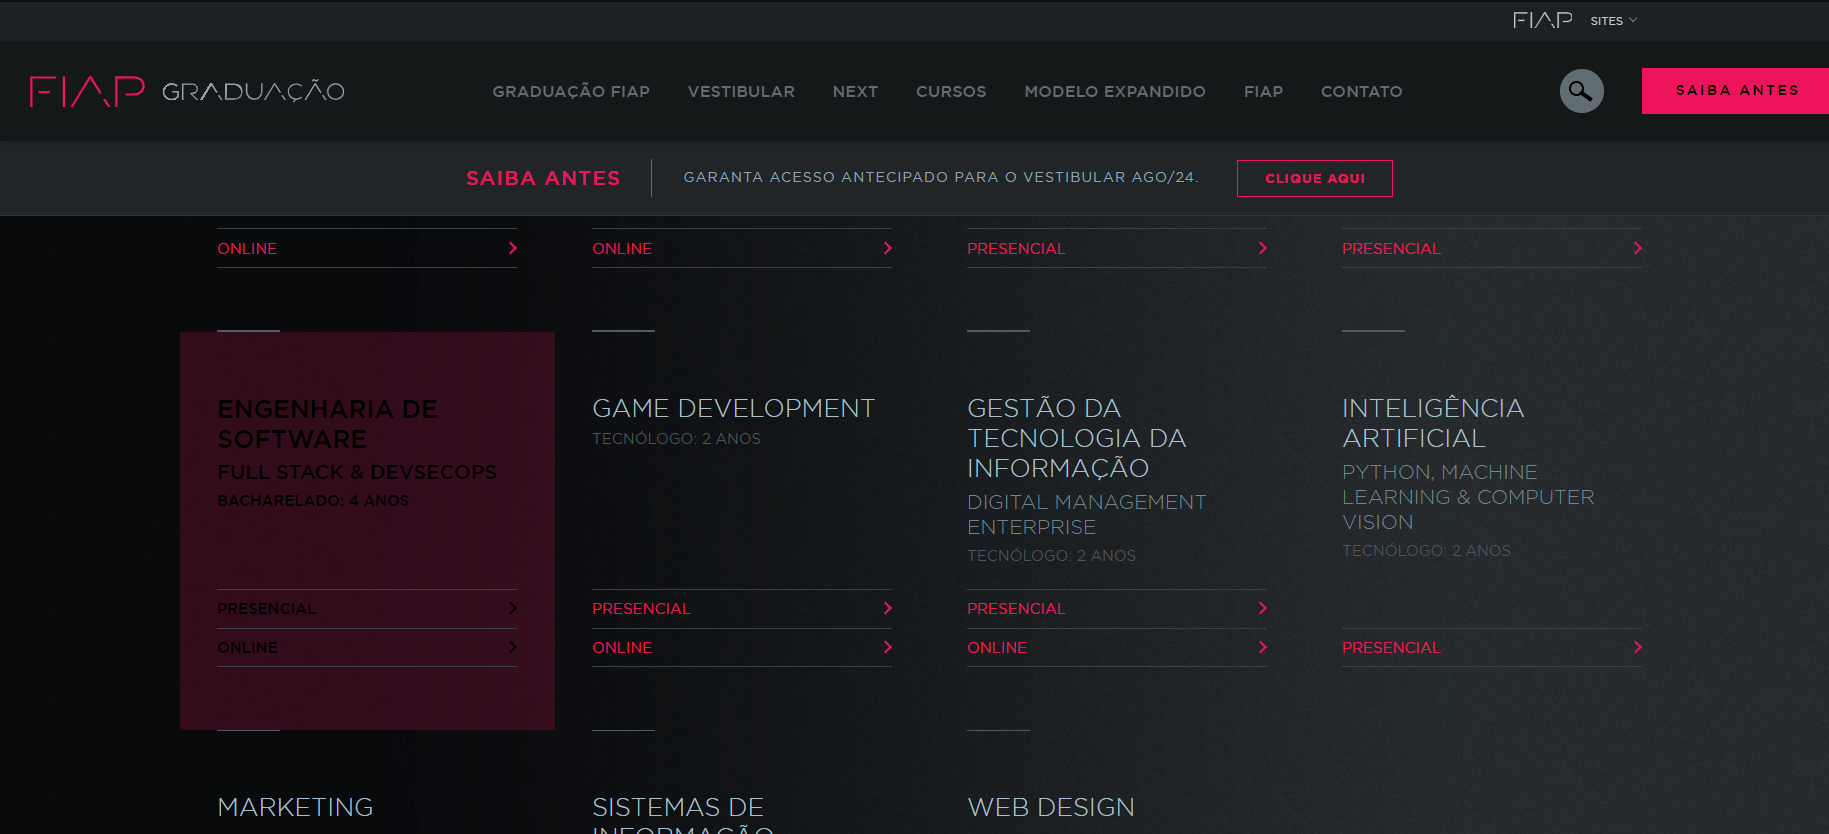 FIAP SITES
FIAP GRADUAÇÃO
GRADUAÇÃO FIAP VESTIBULAR NEXT CURSOS MODELO EXPANDIDO FIAP CONTATO
SAIBA ANTES
SAIBA ANTES
GARANTA ACESSO ANTECIPADO PARA O VESTIBULAR AGO/24.
CLIQUE AQUI
ONLINE
ONLINE
PRESENCIAL
PRESENCIAL
ENGENHARIA DE
SOFTWARE
FULL STACK & DEVSECOPS
BACHARELADO: 4 ANOS
PRESENCIAL
ONLINE
GAME DEVELOPMENT
TECNÓLOGO: 2 ANOS
PRESENCIAL
ONLINE
GESTÃO DA
TECNOLOGIA DA
INFORMAÇÃO
DIGITAL MANAGEMENT
ENTERPRISE
TECNÓLOGO: 2 ANOS
PRESENCIAL
ONLINE
INTELIGÊNCIA
ARTIFICIAL
PYTHON, MACHINE
LEARNING & COMPUTER
VISION
TECNÓLOGO: 2 ANOS
PRESENCIAL
MARKETING
SISTEMAS DE
INFORMAÇÃO
WEB DESIGN